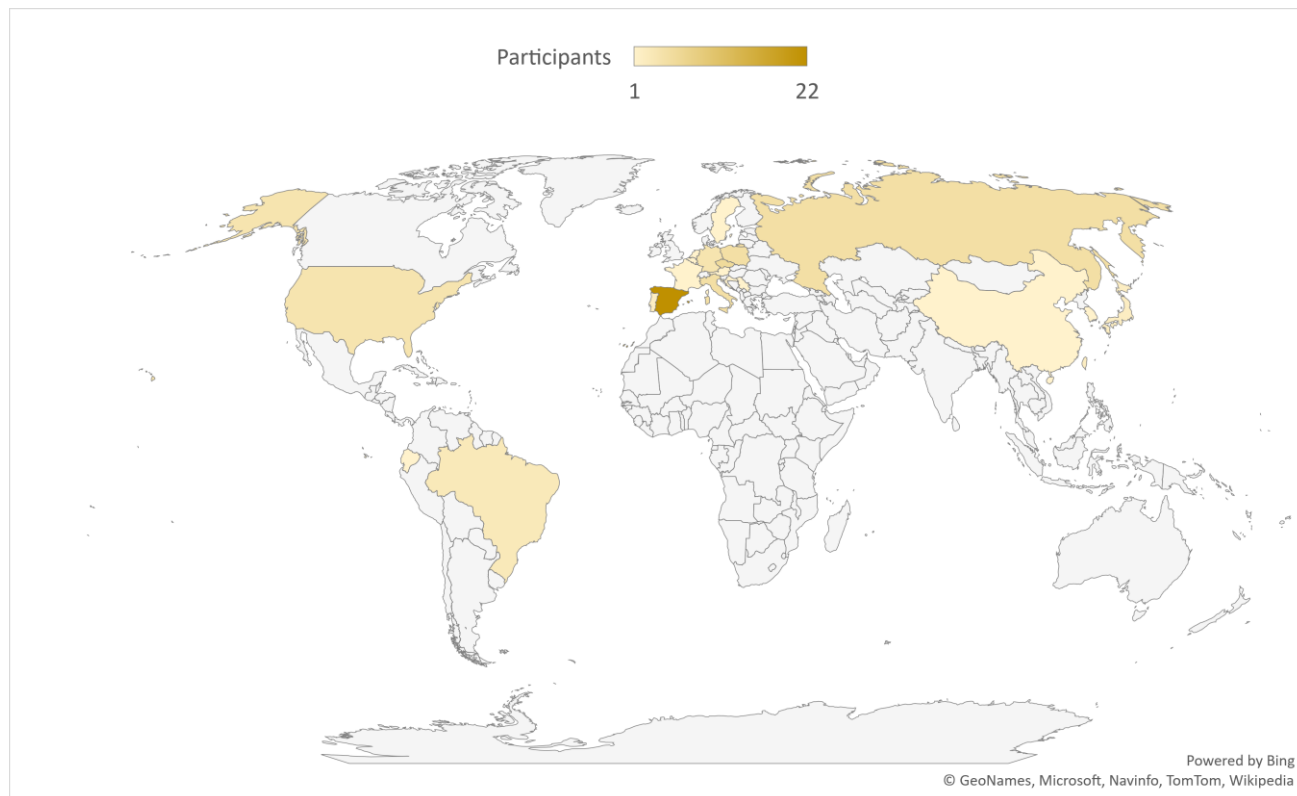 Participants
1 22
Powered by Bing
© GeoNames, Microsoft, Navinfo, TomTom, Wikipedia